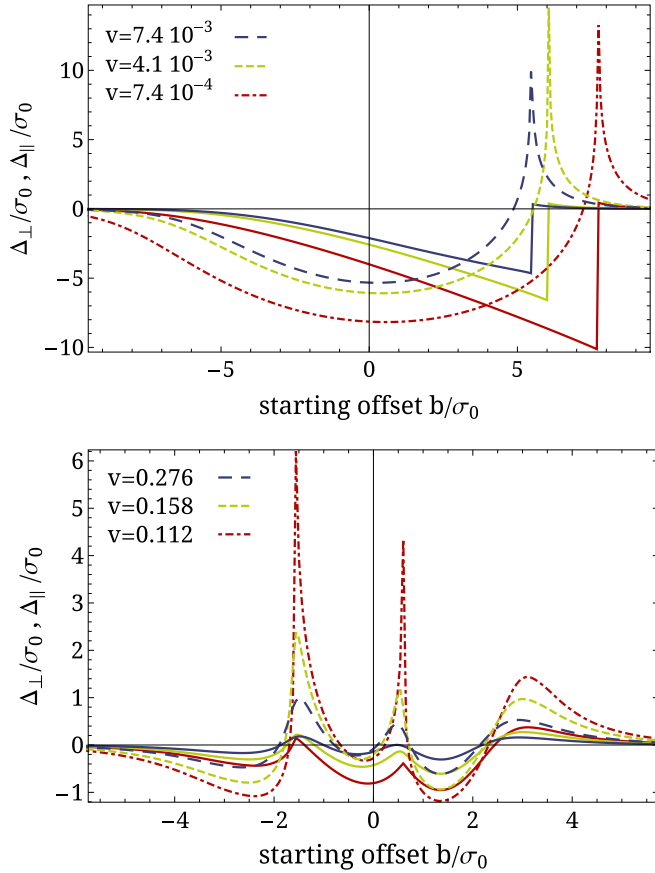 v=7.4 10⁻³
v=4.1 10⁻³
v=7.4 10⁻⁴
Δ⊥/σ₀ , Δ∥/σ₀
10
5
0
−5
−10
−5 0 5
starting offset b/σ₀
v=0.276
v=0.158
v=0.112
Δ⊥/σ₀ , Δ∥/σ₀
6
5
4
3
2
1
0
−1
−4 −2 0 2 4
starting offset b/σ₀